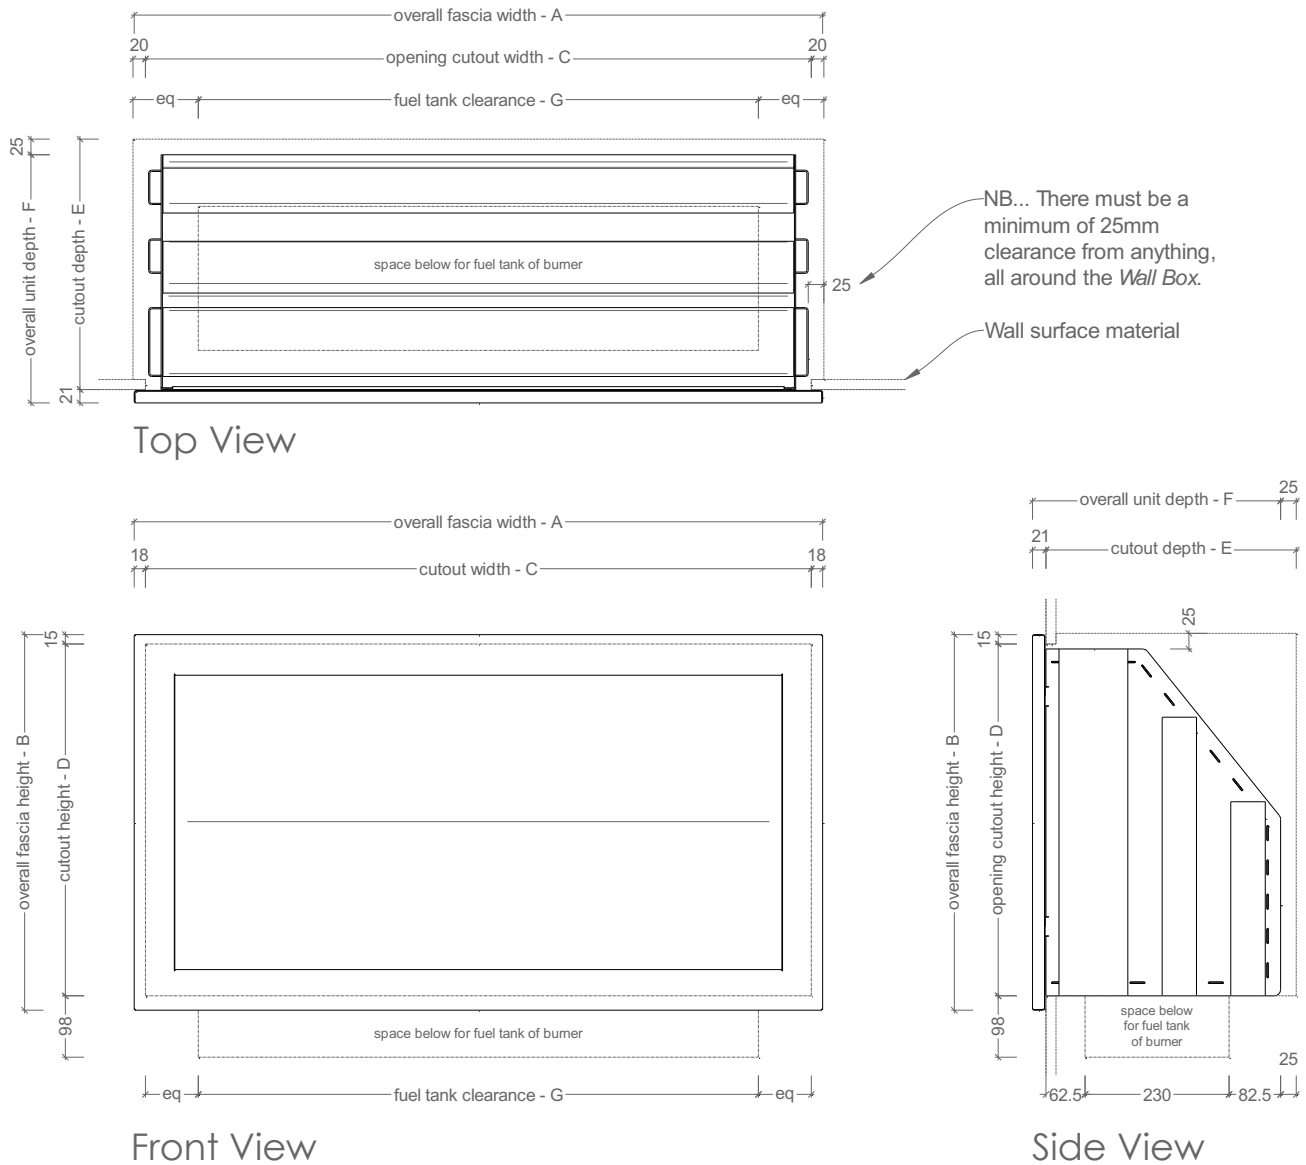 overall fascia width - A
20
20
opening cutout width - C
eq
fuel tank clearance - G
eq
25
overall unit depth - F
cutout depth - E
21
space below for fuel tank of burner
25
NB... There must be a
minimum of 25mm
clearance from anything,
all around the Wall Box.
Wall surface material
Top View
overall fascia width - A
18
18
cutout width - C
15
overall fascia height - B
cutout height - D
98
space below for fuel tank of burner
eq
fuel tank clearance - G
eq
Front View
25
overall unit depth - F
21
cutout depth - E
25
15
overall fascia height - B
opening cutout height - D
98
space below
for fuel tank
of burner
25
62.5
230
82.5
Side View